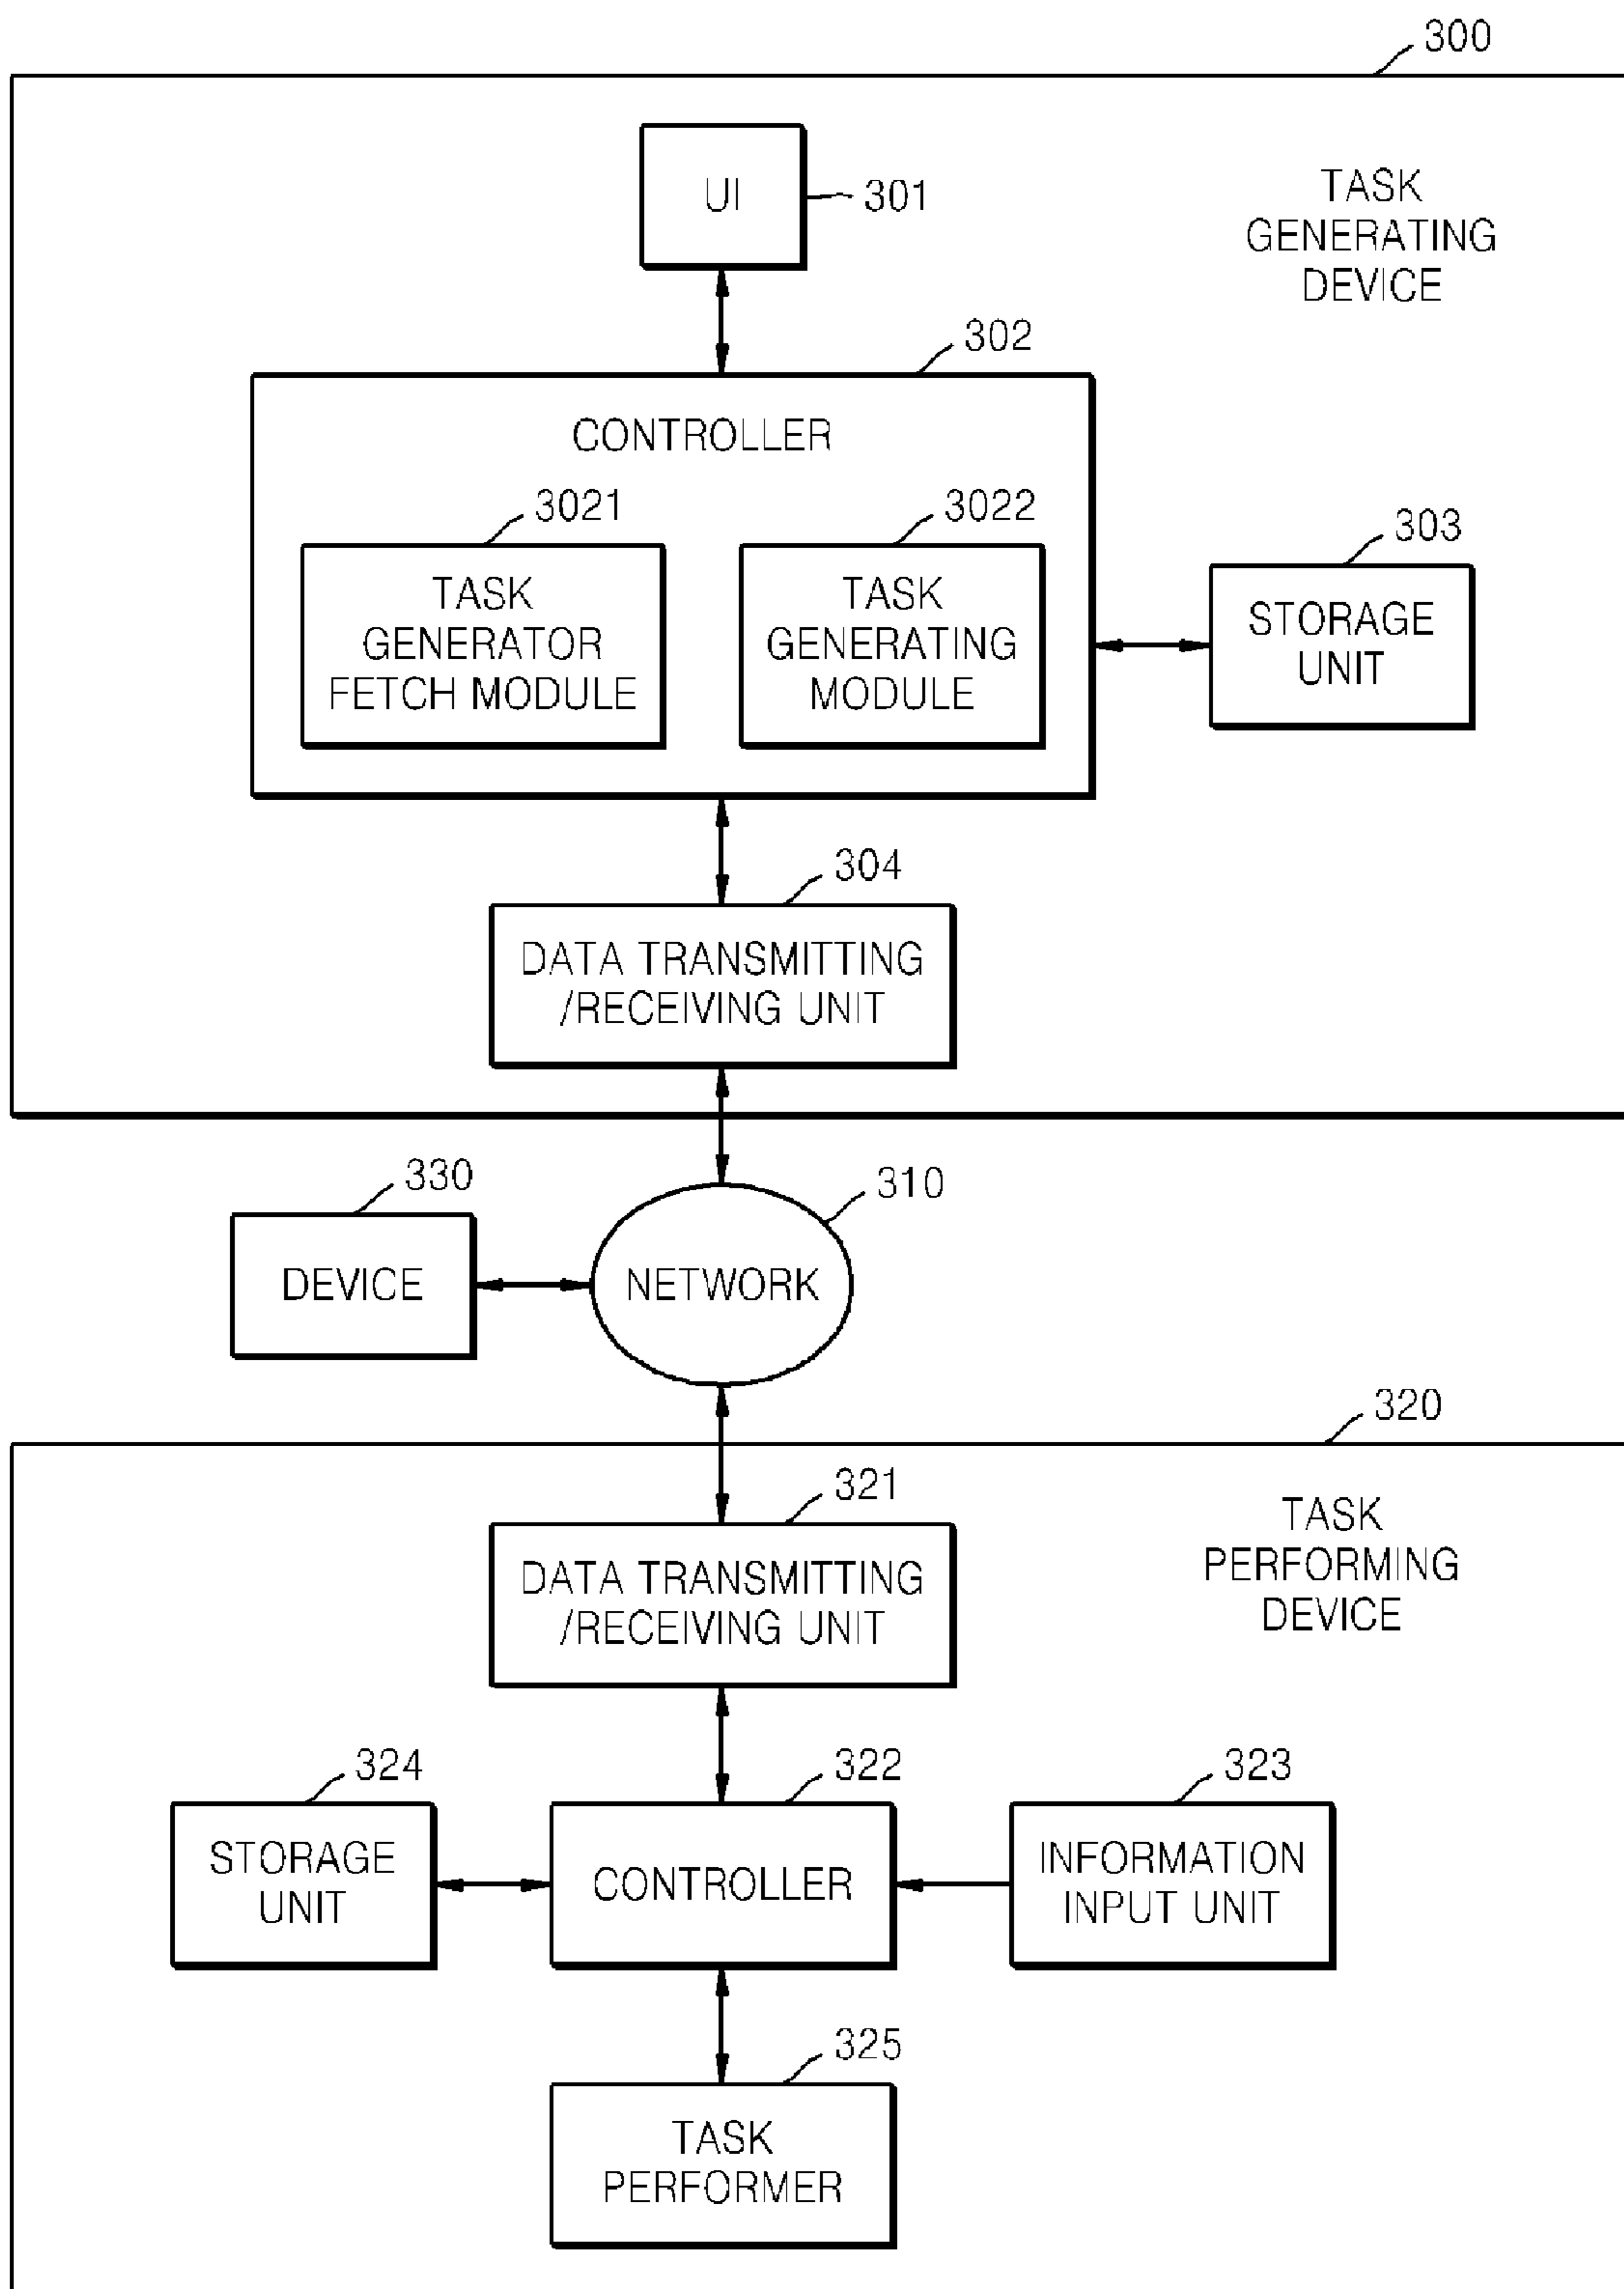 300
UI
301
TASK
GENERATING
DEVICE
302
CONTROLLER
3021
3022
TASK
GENERATOR
FETCH MODULE
TASK
GENERATING
MODULE
303
STORAGE
UNIT
304
DATA TRANSMITTING
/RECEIVING UNIT
330
310
DEVICE
NETWORK
320
321
TASK
PERFORMING
DEVICE
DATA TRANSMITTING
/RECEIVING UNIT
324
322
323
STORAGE
UNIT
CONTROLLER
INFORMATION
INPUT UNIT
325
TASK
PERFORMER